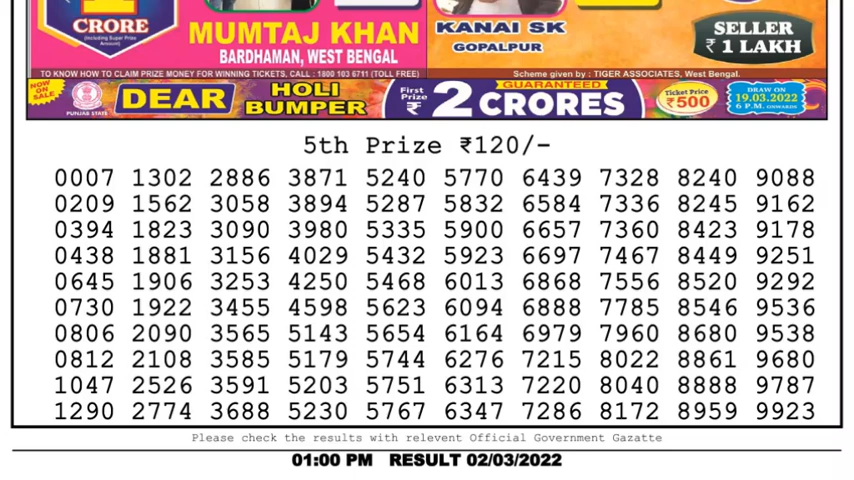 1
CRORE
(Including Super Prize Amount)
MUMTAJ KHAN
BARDHAMAN, WEST BENGAL
KANAI SK
GOPALPUR
SELLER
₹ 1 LAKH
TO KNOW HOW TO CLAIM PRIZE MONEY FOR WINNING TICKETS, CALL : 1800 103 6711 (TOLL FREE)
Scheme given by : TIGER ASSOCIATES, West Bengal.
NOW ON SALE
PUNJAB STATE
DEAR
HOLI
BUMPER
First Prize ₹
GUARANTEED
2 CRORES
Ticket Price
₹500
DRAW ON
19.03.2022
6 P.M. ONWARDS
5th Prize ₹120/-
0007 1302 2886 3871 5240 5770 6439 7328 8240 9088
0209 1562 3058 3894 5287 5832 6584 7336 8245 9162
0394 1823 3090 3980 5335 5900 6657 7360 8423 9178
0438 1881 3156 4029 5432 5923 6697 7467 8449 9251
0645 1906 3253 4250 5468 6013 6868 7556 8520 9292
0730 1922 3455 4598 5623 6094 6888 7785 8546 9536
0806 2090 3565 5143 5654 6164 6979 7960 8680 9538
0812 2108 3585 5179 5744 6276 7215 8022 8861 9680
1047 2526 3591 5203 5751 6313 7220 8040 8888 9787
1290 2774 3688 5230 5767 6347 7286 8172 8959 9923
Please check the results with relevent Official Government Gazatte
01:00 PM RESULT 02/03/2022